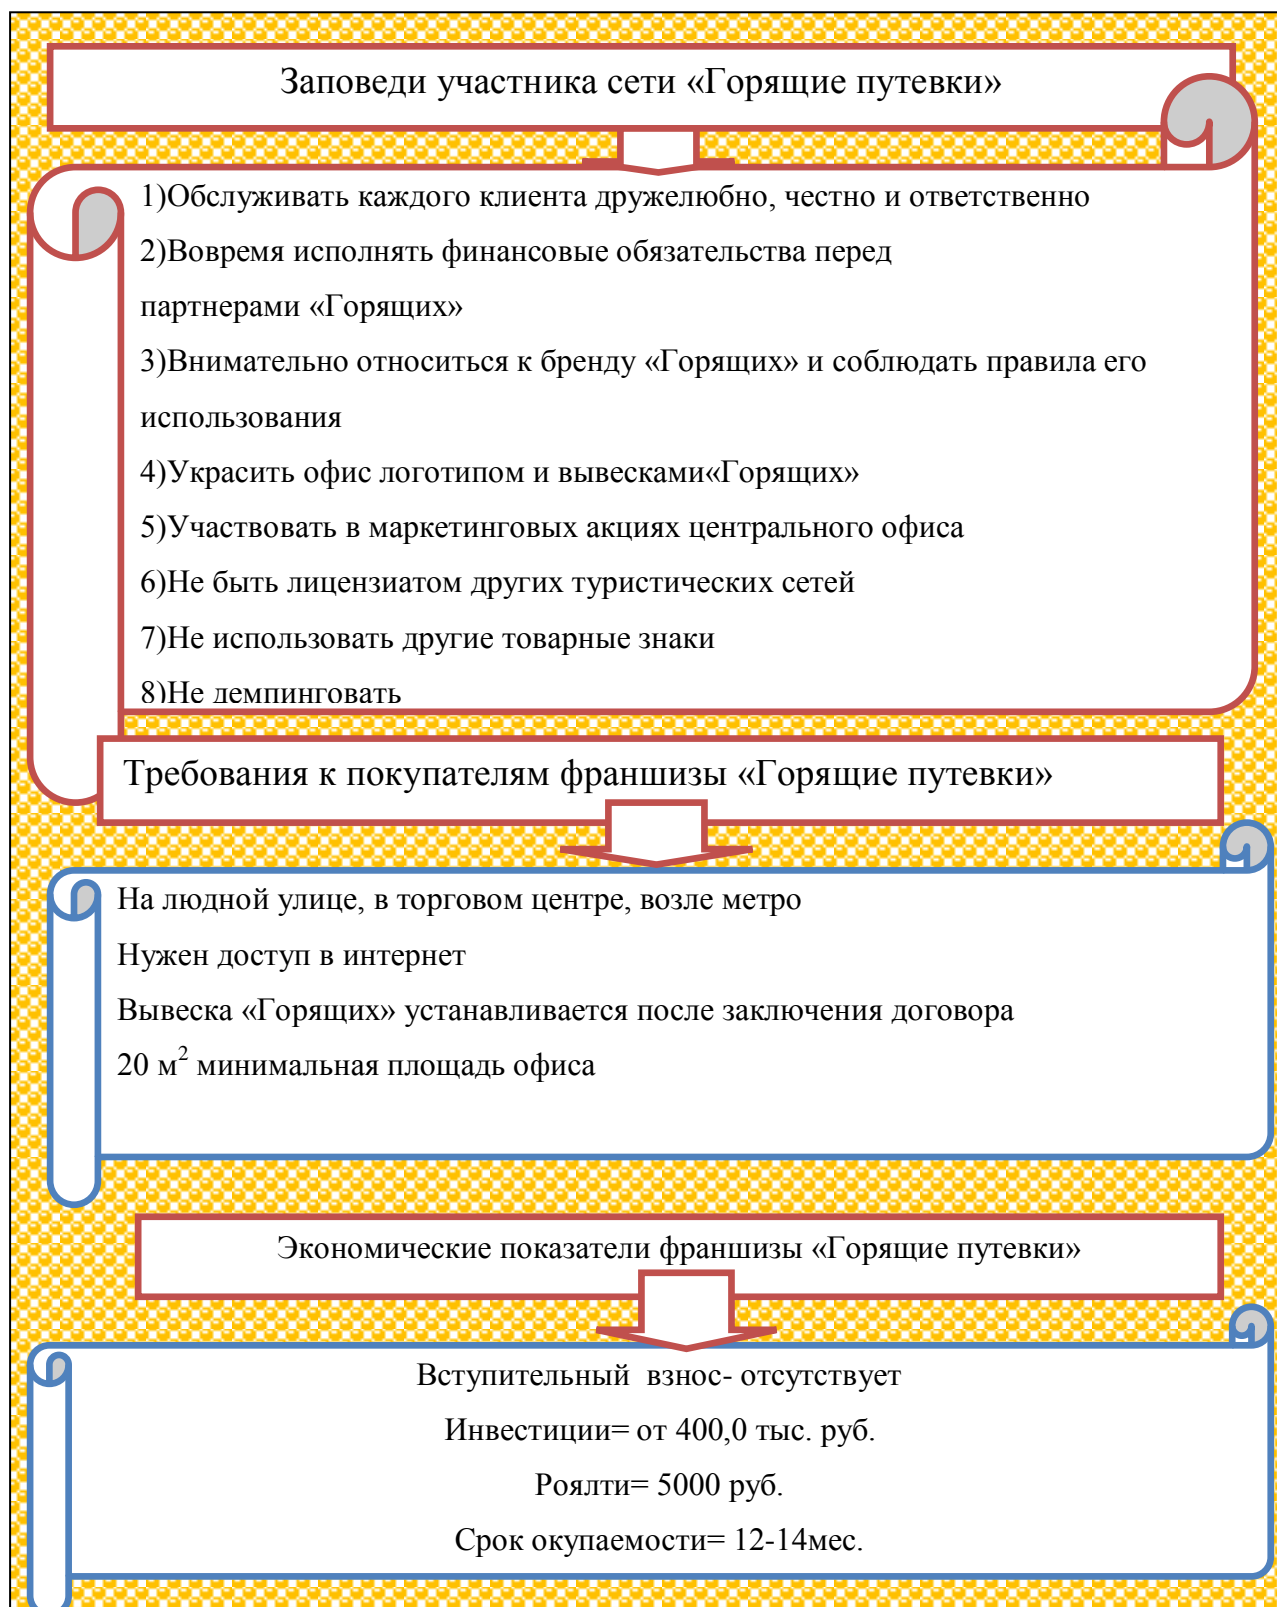 Заповеди участника сети «Горящие путевки»
1)Обслуживать каждого клиента дружелюбно, честно и ответственно
2)Вовремя исполнять финансовые обязательства перед
партнерами «Горящих»
3)Внимательно относиться к бренду «Горящих» и соблюдать правила его
использования
4)Украсить офис логотипом и вывесками«Горящих»
5)Участвовать в маркетинговых акциях центрального офиса
6)Не быть лицензиатом других туристических сетей
7)Не использовать другие товарные знаки
8)Не демпинговать
Требования к покупателям франшизы «Горящие путевки»
На людной улице, в торговом центре, возле метро
Нужен доступ в интернет
Вывеска «Горящих» устанавливается после заключения договора
20 м² минимальная площадь офиса
Экономические показатели франшизы «Горящие путевки»
Вступительный  взнос- отсутствует
Инвестиции= от 400,0 тыс. руб.
Роялти= 5000 руб.
Срок окупаемости= 12-14мес.